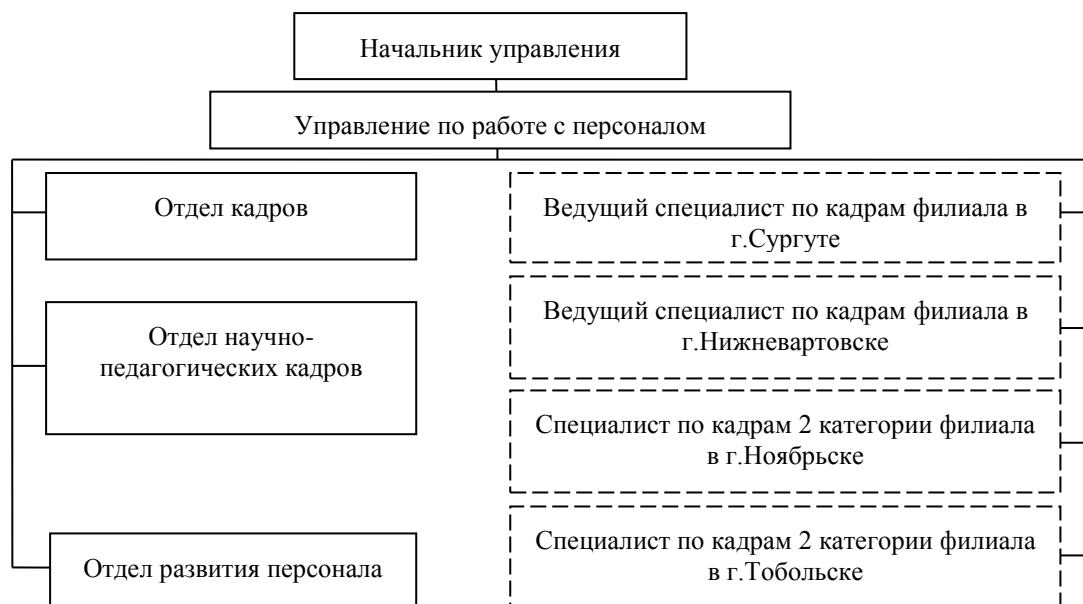 Начальник управления
Управление по работе с персоналом
Отдел кадров
Отдел научно-
педагогических кадров
Отдел развития персонала
Ведущий специалист по кадрам филиала в
г.Сургуте
Ведущий специалист по кадрам филиала в
г.Нижневартовске
Специалист по кадрам 2 категории филиала
в г.Ноябрьске
Специалист по кадрам 2 категории филиала
в г.Тобольске